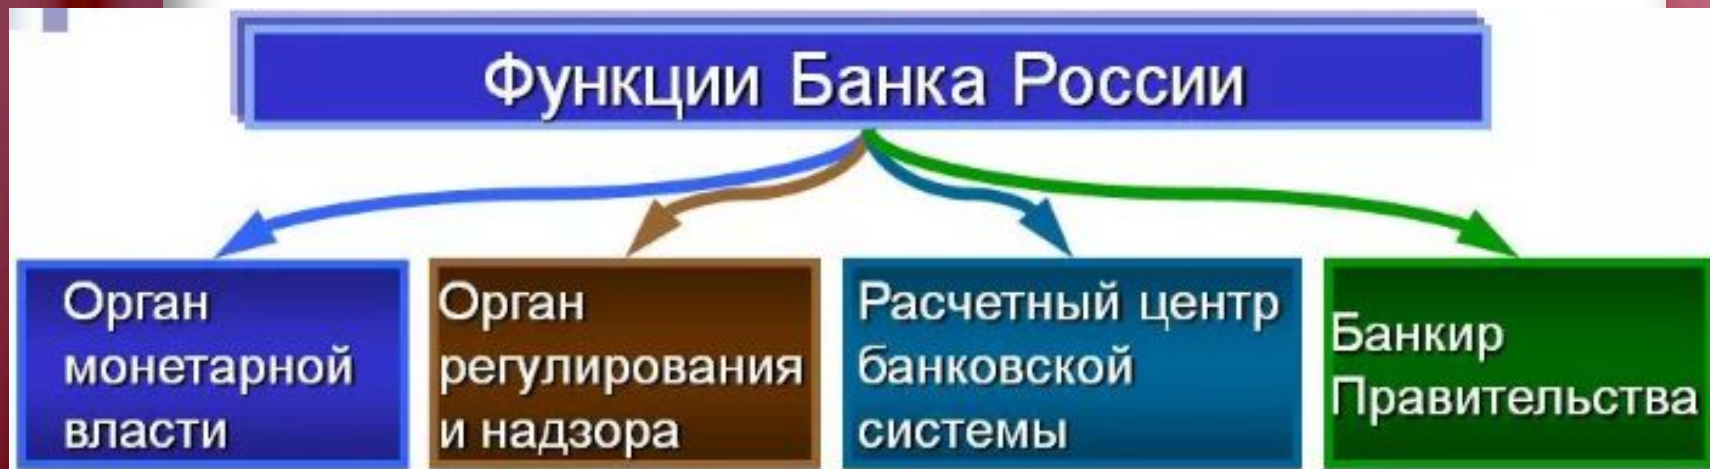 Функции Банка России
Орган
монетарной
власти
Орган
регулирования
и надзора
Расчетный центр
банковской
системы
Банкир
Правительства